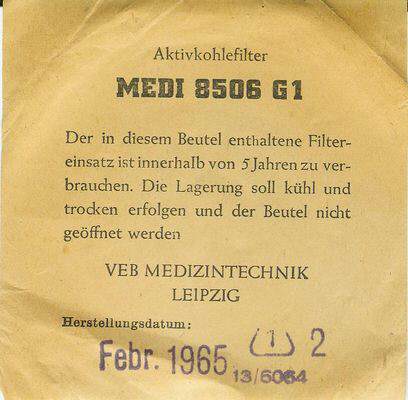 Aktivkohlefilter
MEDI 8506 G1
Der in diesem Beutel enthaltene Filter-
einsatz ist innerhalb von 5 Jahren zu ver-
brauchen. Die Lagerung soll kühl und
trocken erfolgen und der Beutel nicht
geöffnet werden
VEB MEDIZINTECHNIK
LEIPZIG
Herstellungsdatum:
Febr. 1965 (1) 2
13/6064